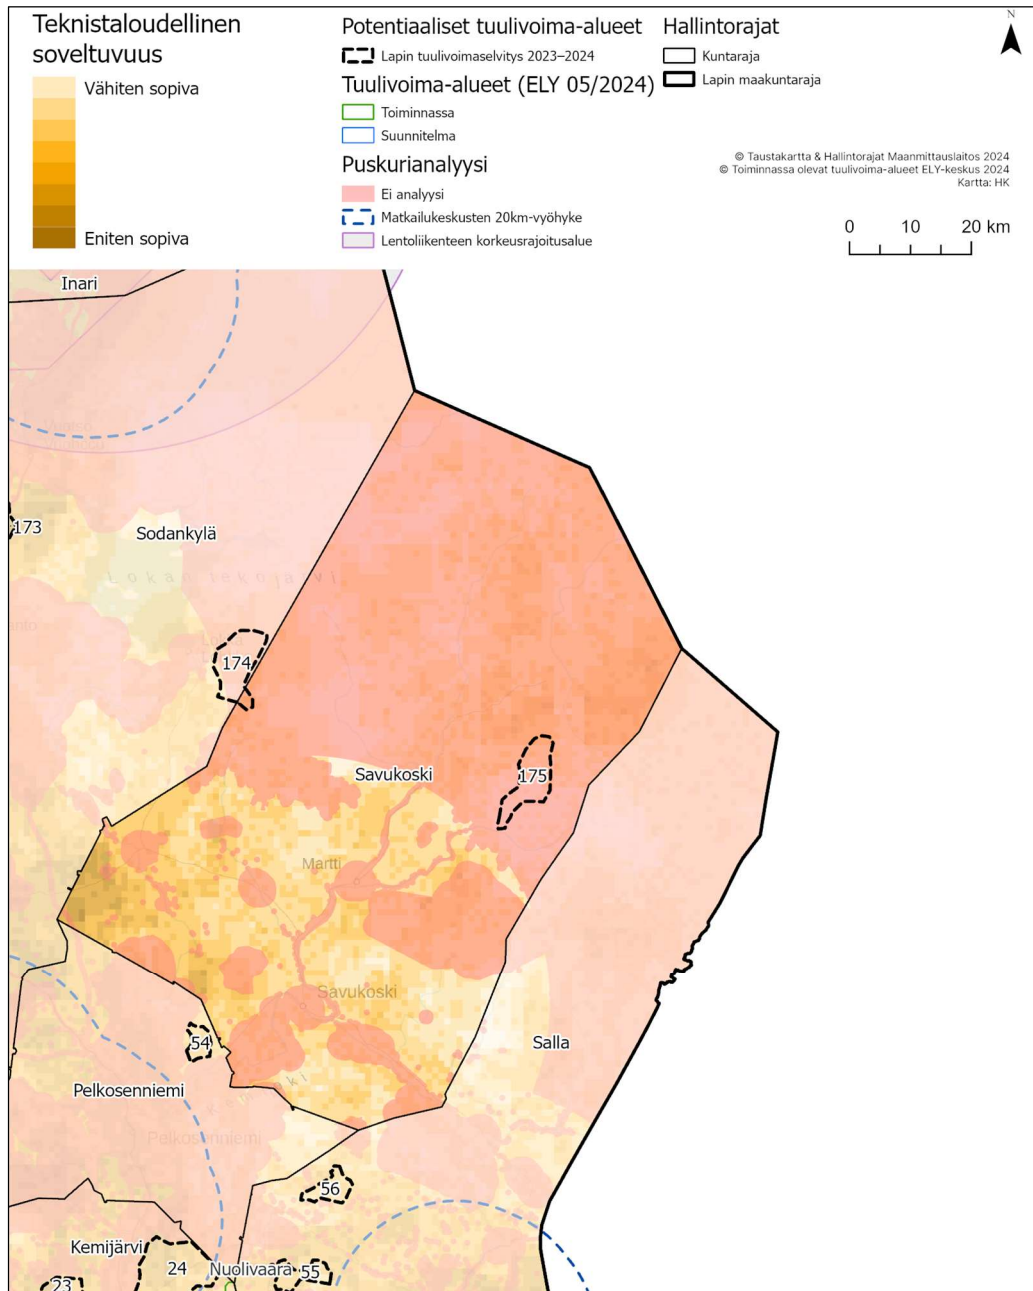 Teknistaloudellinen
soveltuvuus
Vähiten sopiva
Eniten sopiva
Potentiaaliset tuulivoima-alueet
Lapin tuulivoimaselvitys 2023–2024
Tuulivoima-alueet (ELY 05/2024)
Toiminnassa
Suunnitelma
Puskurianalyysi
Ei analyysi
Matkailukeskusten 20km-vyöhyke
Lentoliikenteen korkeusrajoitusalue
Hallintorajat
Kuntaraja
Lapin maakuntaraja
N
© Taustakartta & Hallintorajat Maanmittauslaitos 2024
© Toiminnassa olevat tuulivoima-alueet ELY-keskus 2024
Kartta: HK
0 10 20 km
Inari
173
Sodankylä
Lokan tekojärvi
174
Savukoski
175
Martti
Savukoski
54
Salla
Pelkosenniemi
Pelkosenniemi
56
Kemijärvi
24
Nuolivaara
55
23